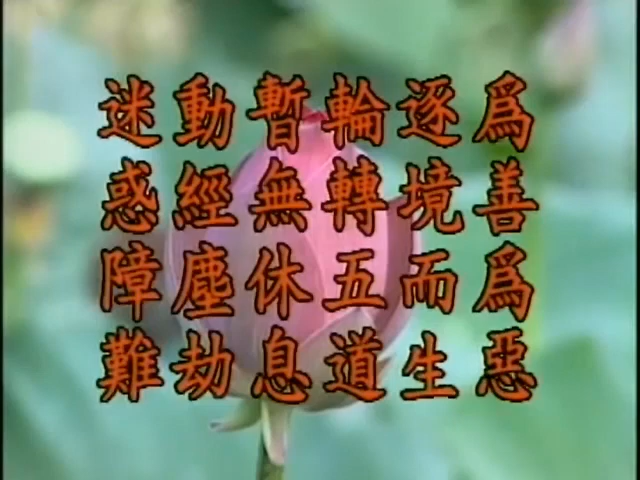 爲善爲惡
逐境而生
輪轉五道
暫無休息
動經塵劫
迷惑障難